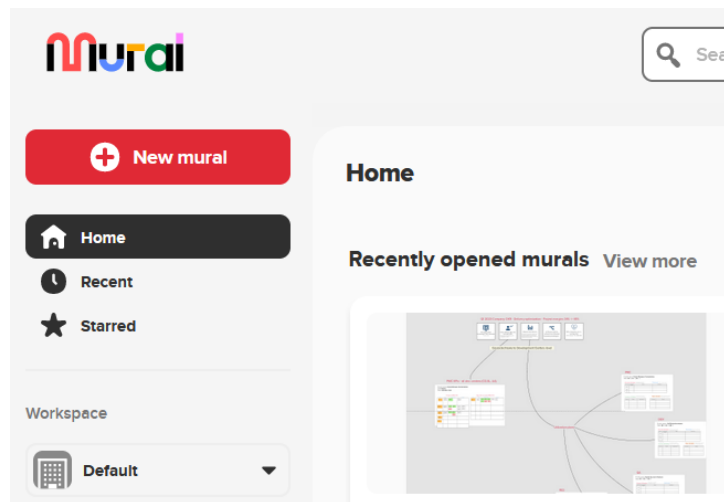 Mural
Sea
New mural
Home
Home
Recent
Recently opened murals View more
Starred
Workspace
Default